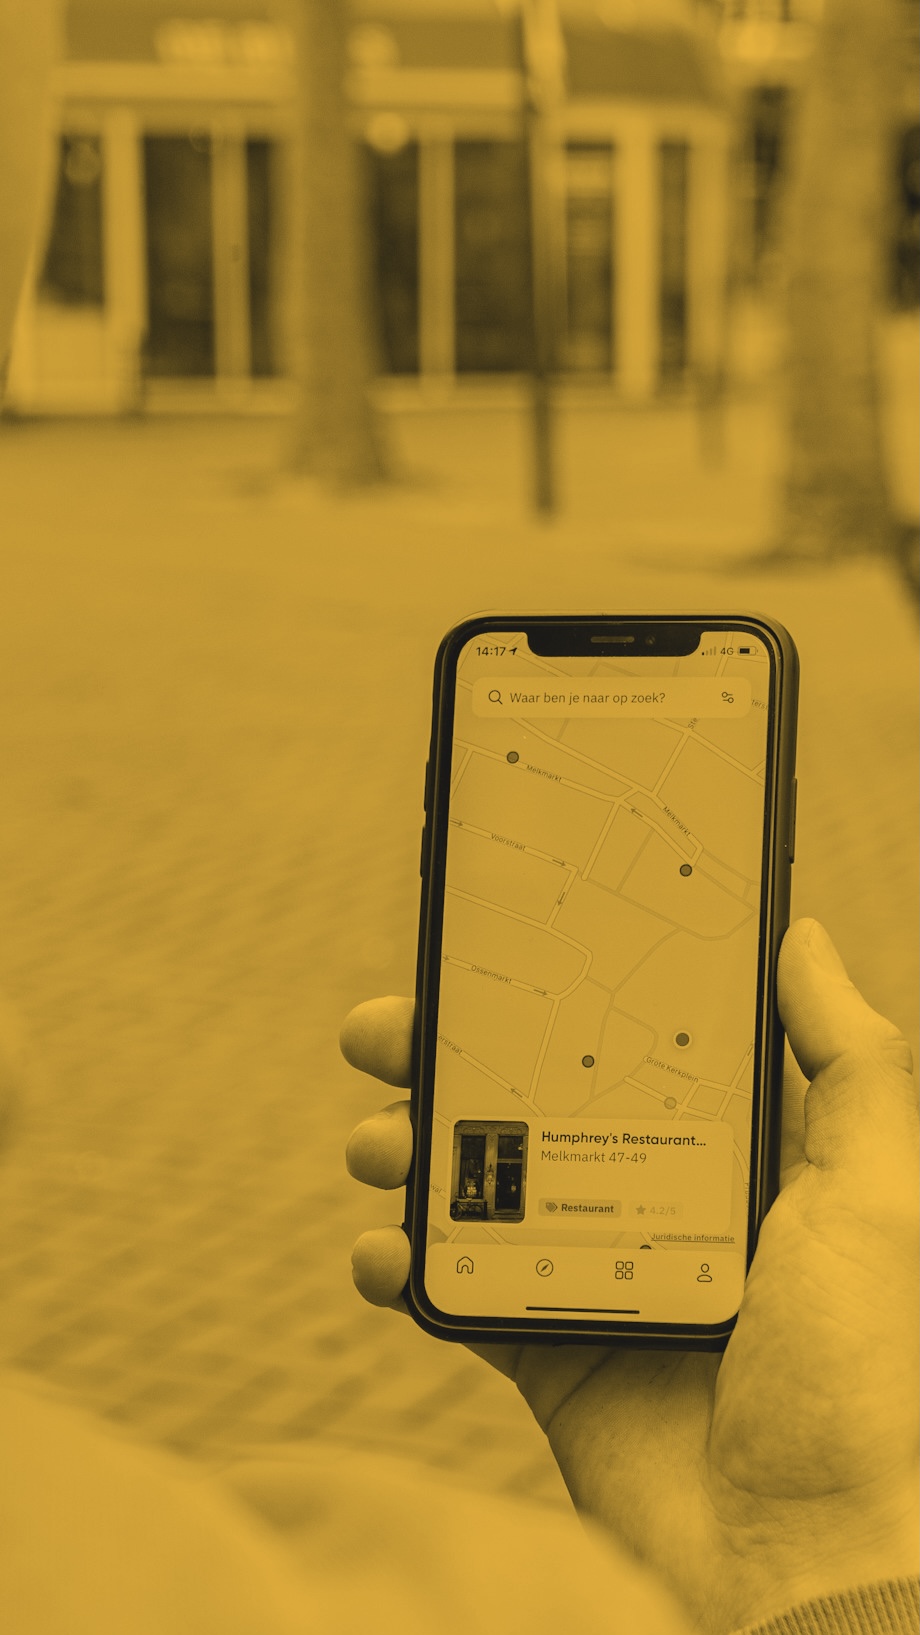 14:17
4G
Waar ben je naar op zoek?
Melkmarkt
Melkmarkt
Voorstraat
Ossenmarkt
Grote Kerkplein
Humphrey's Restaurant...
Melkmarkt 47-49
Restaurant
4.2/5
Juridische informatie